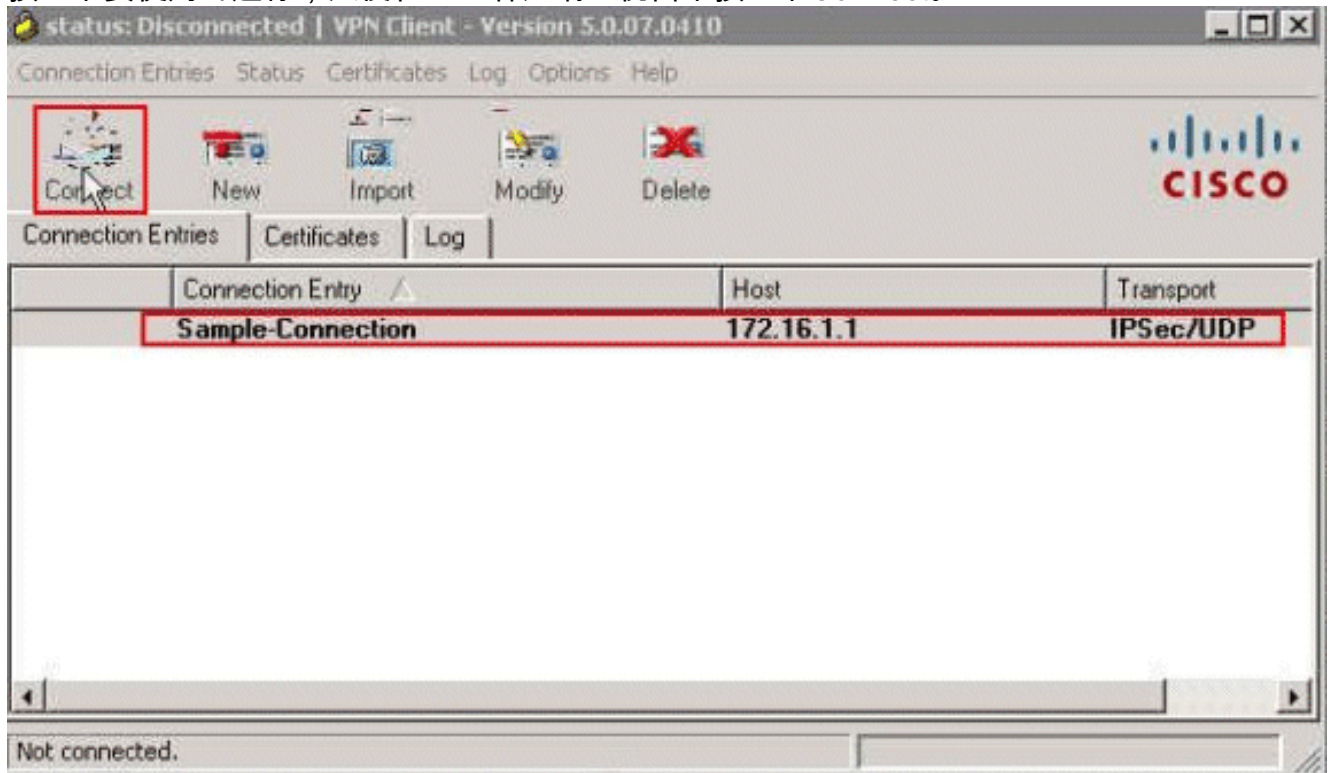 status: Disconnected | VPN Client - Version 5.0.07.0410
Connection Entries Status Certificates Log Options Help
Connect New Import Modify Delete
CISCO
Connection Entries Certificates Log
Connection Entry Host Transport
Sample-Connection 172.16.1.1 IPSec/UDP
Not connected.